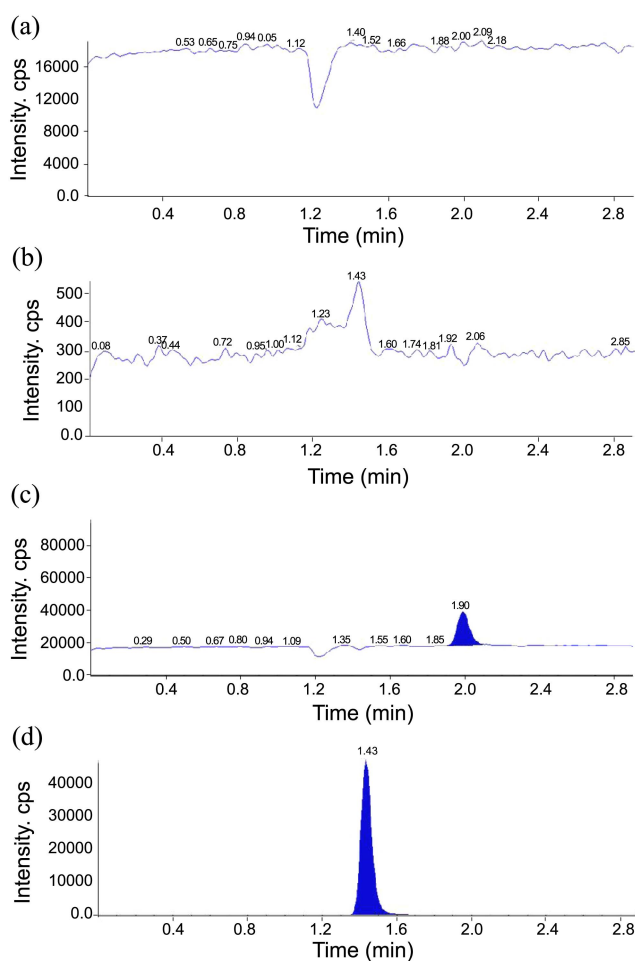 (a)
Intensity. cps
16000
12000
8000
4000
0.0
0.53 0.65 0.75 0.94 0.05 1.12 1.40 1.52 1.66 1.88 2.00 2.09 2.18
0.4 0.8 1.2 1.6 2.0 2.4 2.8
Time (min)
(b)
Intensity. cps
500
400
300
200
100
0.0
0.08 0.37 0.44 0.72 0.95 1.00 1.12 1.23 1.43 1.60 1.74 1.81 1.92 2.06 2.85
0.4 0.8 1.2 1.6 2.0 2.4 2.8
Time (min)
(c)
Intensity. cps
80000
60000
40000
20000
0.0
0.29 0.50 0.67 0.80 0.94 1.09 1.35 1.55 1.60 1.85 1.90
0.4 0.8 1.2 1.6 2.0 2.4 2.8
Time (min)
(d)
Intensity. cps
40000
30000
20000
10000
0.0
1.43
0.4 0.8 1.2 1.6 2.0 2.4 2.8
Time (min)